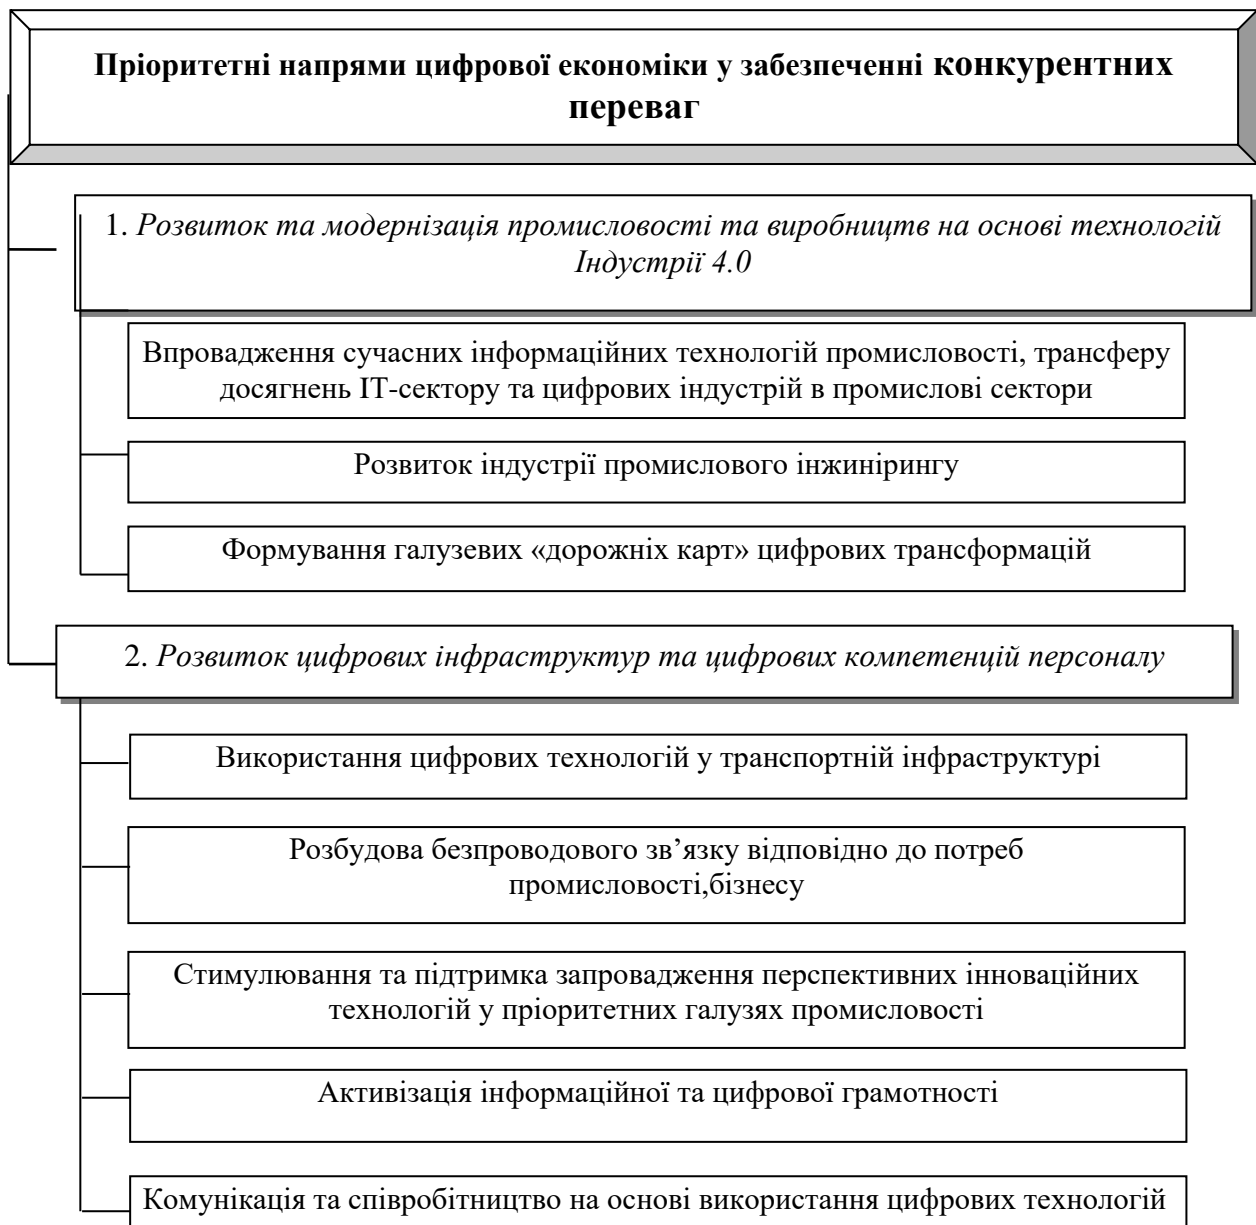 Пріоритетні напрями цифрової економіки у забезпеченні конкурентних
переваг
1. Розвиток та модернізація промисловості та виробництв на основі технологій
Індустрії 4.0
Впровадження сучасних інформаційних технологій промисловості, трансферу
досягнень ІТ-сектору та цифрових індустрій в промислові сектори
Розвиток індустрії промислового інжинірингу
Формування галузевих «дорожніх карт» цифрових трансформацій
2. Розвиток цифрових інфраструктур та цифрових компетенцій персоналу
Використання цифрових технологій у транспортній інфраструктурі
Розбудова безпроводового зв’язку відповідно до потреб
промисловості,бізнесу
Стимулювання та підтримка запровадження перспективних інноваційних
технологій у пріоритетних галузях промисловості
Активізація інформаційної та цифрової грамотності
Комунікація та співробітництво на основі використання цифрових технологій